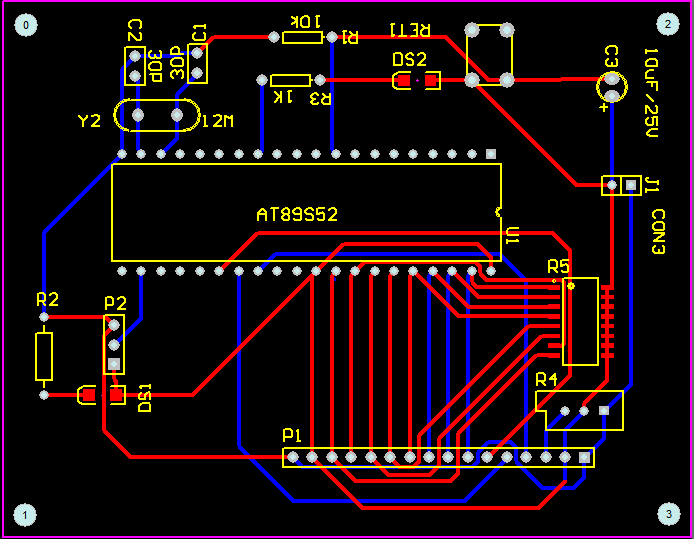 0
2
C2
C1
30P
30P
10K
R1
RET1
DS2
C3
10uF/25V
+
1K
R3
Y2
12M
J1
CON3
AT89S52
U1
R5
R2
P2
R4
DS1
P1
1
3